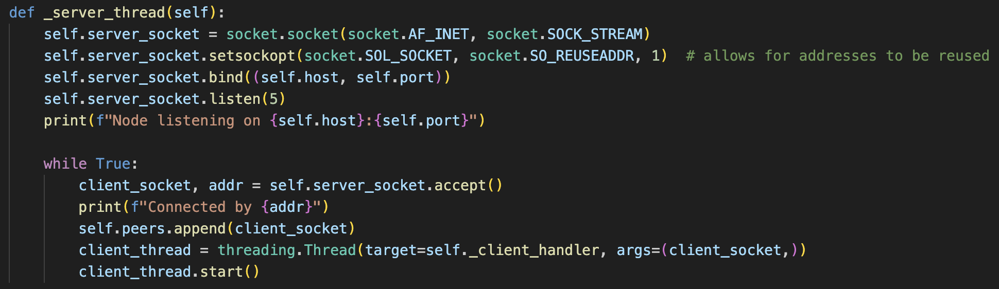 def _server_thread(self):
    self.server_socket = socket.socket(socket.AF_INET, socket.SOCK_STREAM)
    self.server_socket.setsockopt(socket.SOL_SOCKET, socket.SO_REUSEADDR, 1)  # allows for addresses to be reused
    self.server_socket.bind((self.host, self.port))
    self.server_socket.listen(5)
    print(f"Node listening on {self.host}:{self.port}")

    while True:
        client_socket, addr = self.server_socket.accept()
        print(f"Connected by {addr}")
        self.peers.append(client_socket)
        client_thread = threading.Thread(target=self._client_handler, args=(client_socket,))
        client_thread.start()